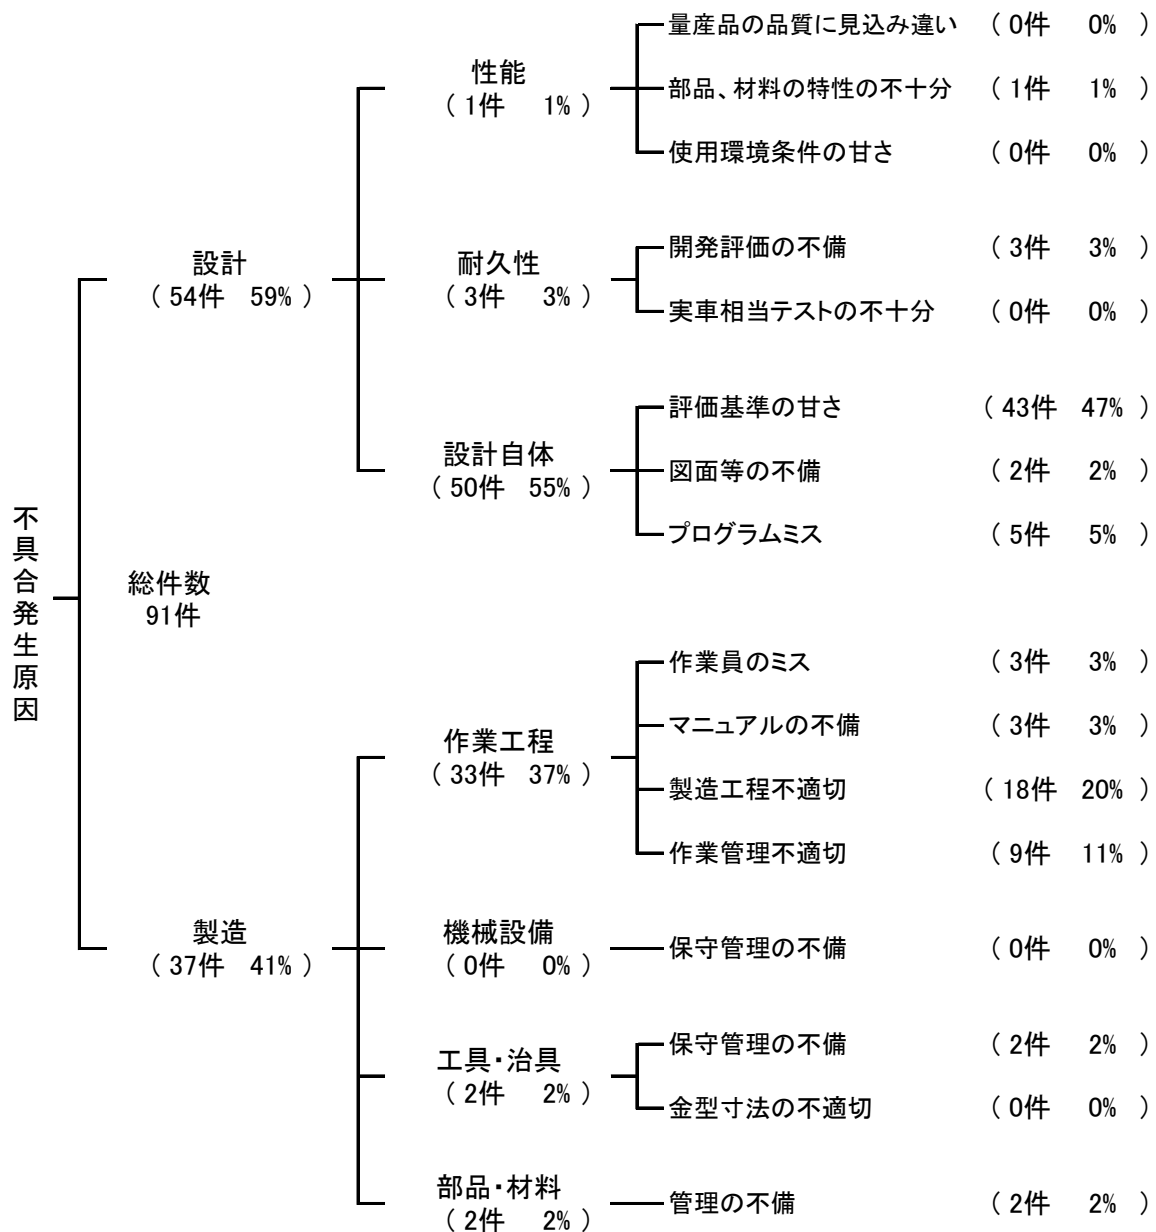 不具合発生原因
総件数
91件
設計
( 54件 59% )
性能
( 1件 1% )
量産品の品質に見込み違い ( 0件 0% )
部品、材料の特性の不十分 ( 1件 1% )
使用環境条件の甘さ ( 0件 0% )
耐久性
( 3件 3% )
開発評価の不備 ( 3件 3% )
実車相当テストの不十分 ( 0件 0% )
設計自体
( 50件 55% )
評価基準の甘さ ( 43件 47% )
図面等の不備 ( 2件 2% )
プログラムミス ( 5件 5% )
製造
( 37件 41% )
作業工程
( 33件 37% )
作業員のミス ( 3件 3% )
マニュアルの不備 ( 3件 3% )
製造工程不適切 ( 18件 20% )
作業管理不適切 ( 9件 11% )
機械設備
( 0件 0% )
保守管理の不備 ( 0件 0% )
工具・治具
( 2件 2% )
保守管理の不備 ( 2件 2% )
金型寸法の不適切 ( 0件 0% )
部品・材料
( 2件 2% )
管理の不備 ( 2件 2% )